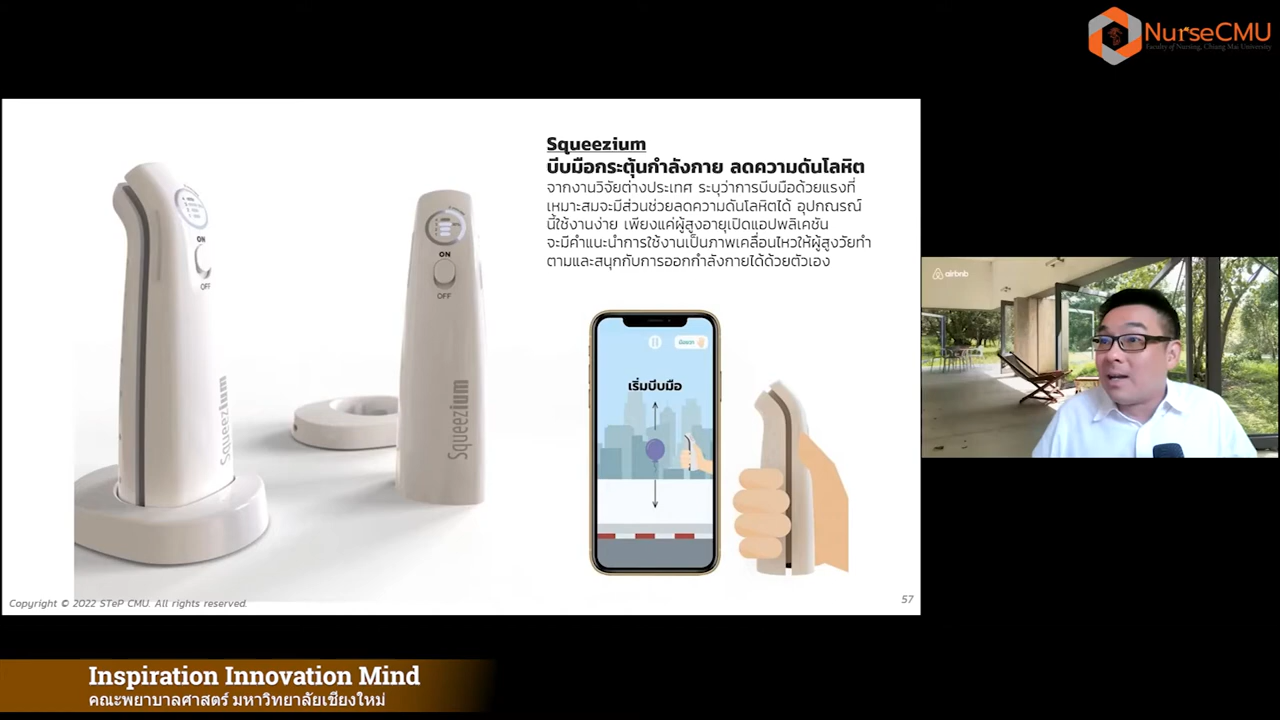 NurseCMU
Faculty of Nursing, Chiang Mai University
Squeezium
บีบมือกระตุ้นกำลังกาย ลดความดันโลหิต
จากงานวิจัยต่างประเทศ ระบุว่าการบีบมือด้วยแรงที่
เหมาะสมจะมีส่วนช่วยลดความดันโลหิตได้ อุปกณรณ์
นี้ใช้งานง่าย เพียงแค่ผู้สูงอายุเปิดแอปพลิเคชัน
จะมีคำแนะนำการใช้งานเป็นภาพเคลื่อนไหวให้ผู้สูงวัยทำ
ตามและสนุกกับการออกกำลังกายได้ด้วยตัวเอง
ON
OFF
Squeezium
ON
OFF
Squeezium
เริ่มบีบมือ
airbnb
Copyright © 2022 STeP CMU. All rights reserved.
57
Inspiration Innovation Mind
คณะพยาบาลศาสตร์ มหาวิทยาลัยเชียงใหม่